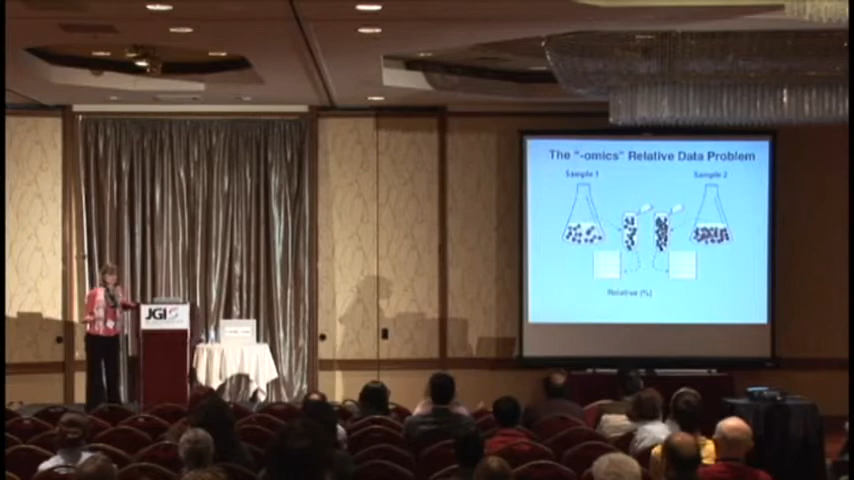 The "-omics" Relative Data Problem
Sample 1
Sample 2
Relative (%)
JGI